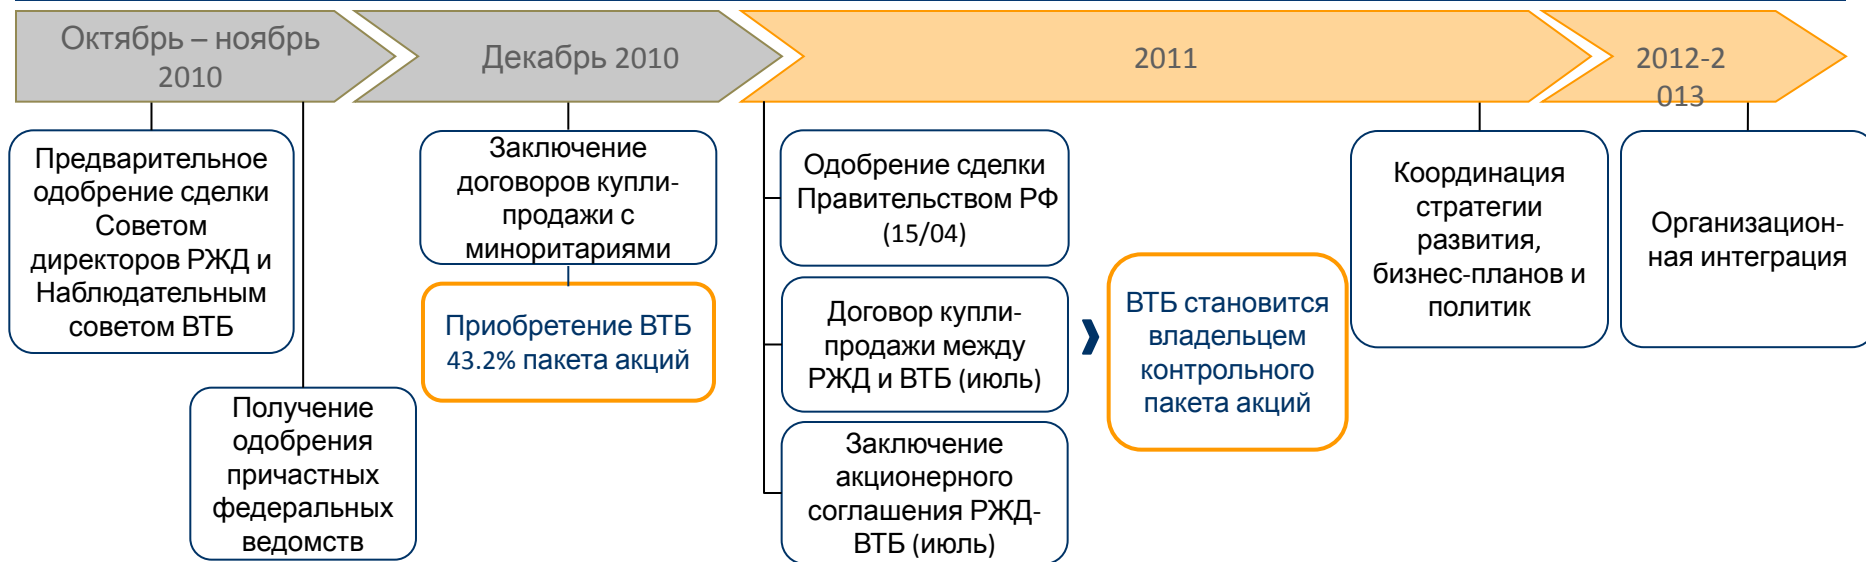 Октябрь – ноябрь
2010
Декабрь 2010
2011
2012-2
013
Предварительное
одобрение сделки
Советом
директоров РЖД и
Наблюдательным
советом ВТБ
Получение
одобрения
причастных
федеральных
ведомств
Заключение
договоров купли-
продажи с
миноритариями
Приобретение ВТБ
43.2% пакета акций
Одобрение сделки
Правительством РФ
(15/04)
Договор купли-
продажи между
РЖД и ВТБ (июль)
Заключение
акционерного
соглашения РЖД-
ВТБ (июль)
ВТБ становится
владельцем
контрольного
пакета акций
Координация
стратегии
развития,
бизнес-планов и
политик
Организацион-
ная интеграция